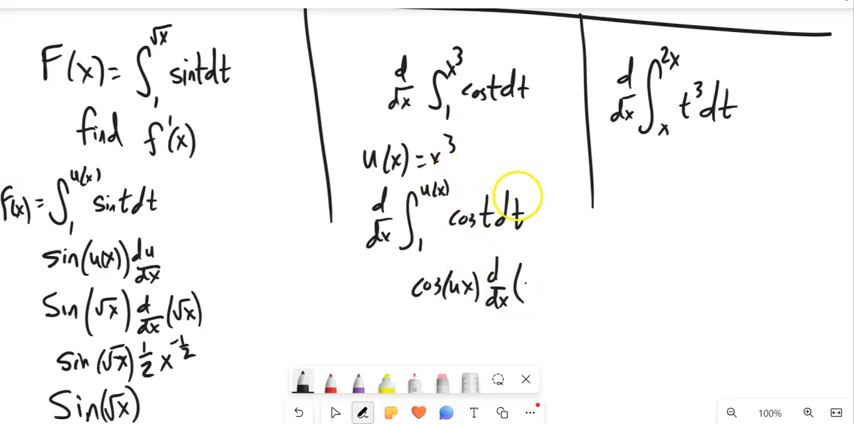 F(x) = ∫₁^√x sin t dt
find f'(x)
F(x) = ∫₁^u(x) sin t dt
sin(u(x)) du/dx
Sin(√x) d/dx (√x)
sin(√x) 1/2 x^-1/2
Sin(√x)
d/dx ∫₁^x³ cos t dt
u(x) = x³
d/dx ∫₁^u(x) cos t dt
cos(ux) d/dx (
d/dx ∫ₓ^2x t³ dt
T
100%